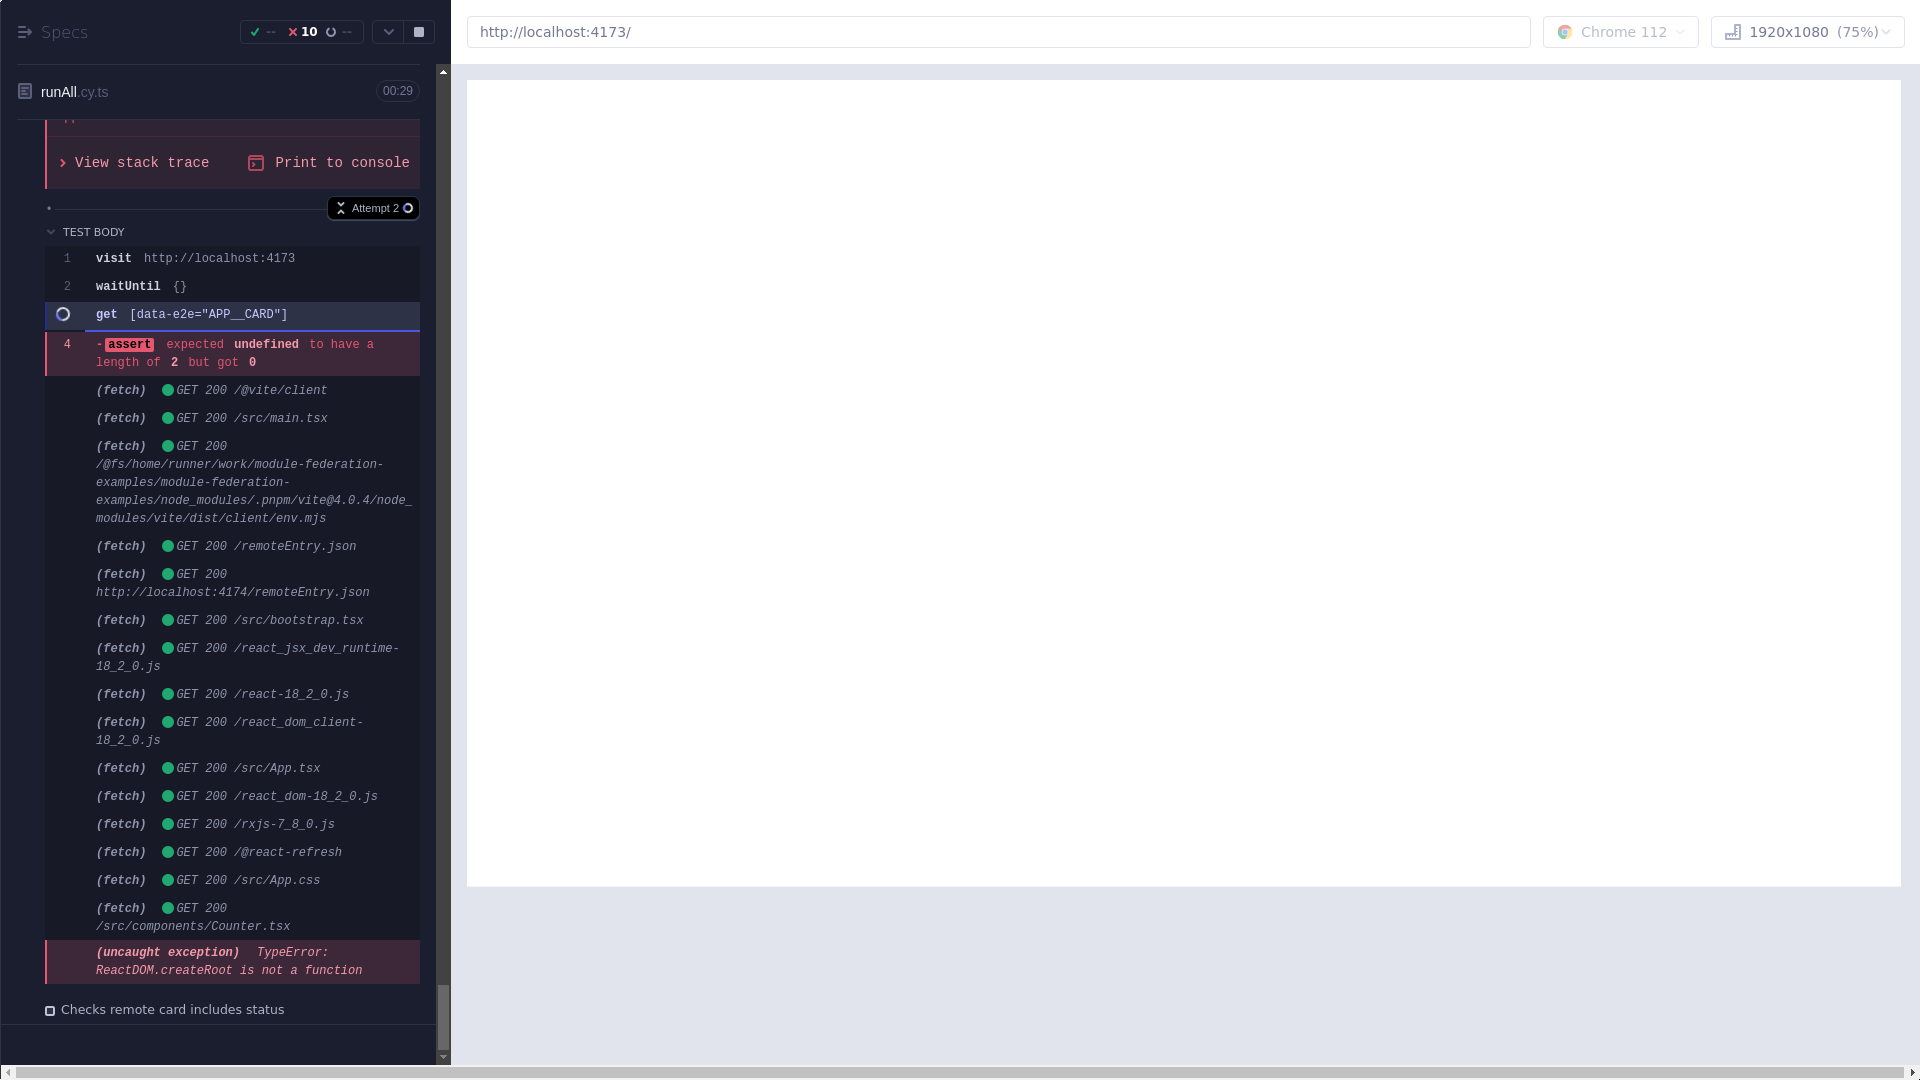 Specs
-- 10 --
http://localhost:4173/
Chrome 112
1920x1080 (75%)
runAll.cy.ts
00:29
View stack trace
Print to console
Attempt 2
TEST BODY
1 visit http://localhost:4173
2 waitUntil {}
get [data-e2e="APP__CARD"]
4 -assert expected undefined to have a
length of 2 but got 0
(fetch) GET 200 /@vite/client
(fetch) GET 200 /src/main.tsx
(fetch) GET 200
/@fs/home/runner/work/module-federation-
examples/module-federation-
examples/node_modules/.pnpm/vite@4.0.4/node_
modules/vite/dist/client/env.mjs
(fetch) GET 200 /remoteEntry.json
(fetch) GET 200
http://localhost:4174/remoteEntry.json
(fetch) GET 200 /src/bootstrap.tsx
(fetch) GET 200 /react_jsx_dev_runtime-
18_2_0.js
(fetch) GET 200 /react-18_2_0.js
(fetch) GET 200 /react_dom_client-
18_2_0.js
(fetch) GET 200 /src/App.tsx
(fetch) GET 200 /react_dom-18_2_0.js
(fetch) GET 200 /rxjs-7_8_0.js
(fetch) GET 200 /@react-refresh
(fetch) GET 200 /src/App.css
(fetch) GET 200
/src/components/Counter.tsx
(uncaught exception) TypeError:
ReactDOM.createRoot is not a function
Checks remote card includes status